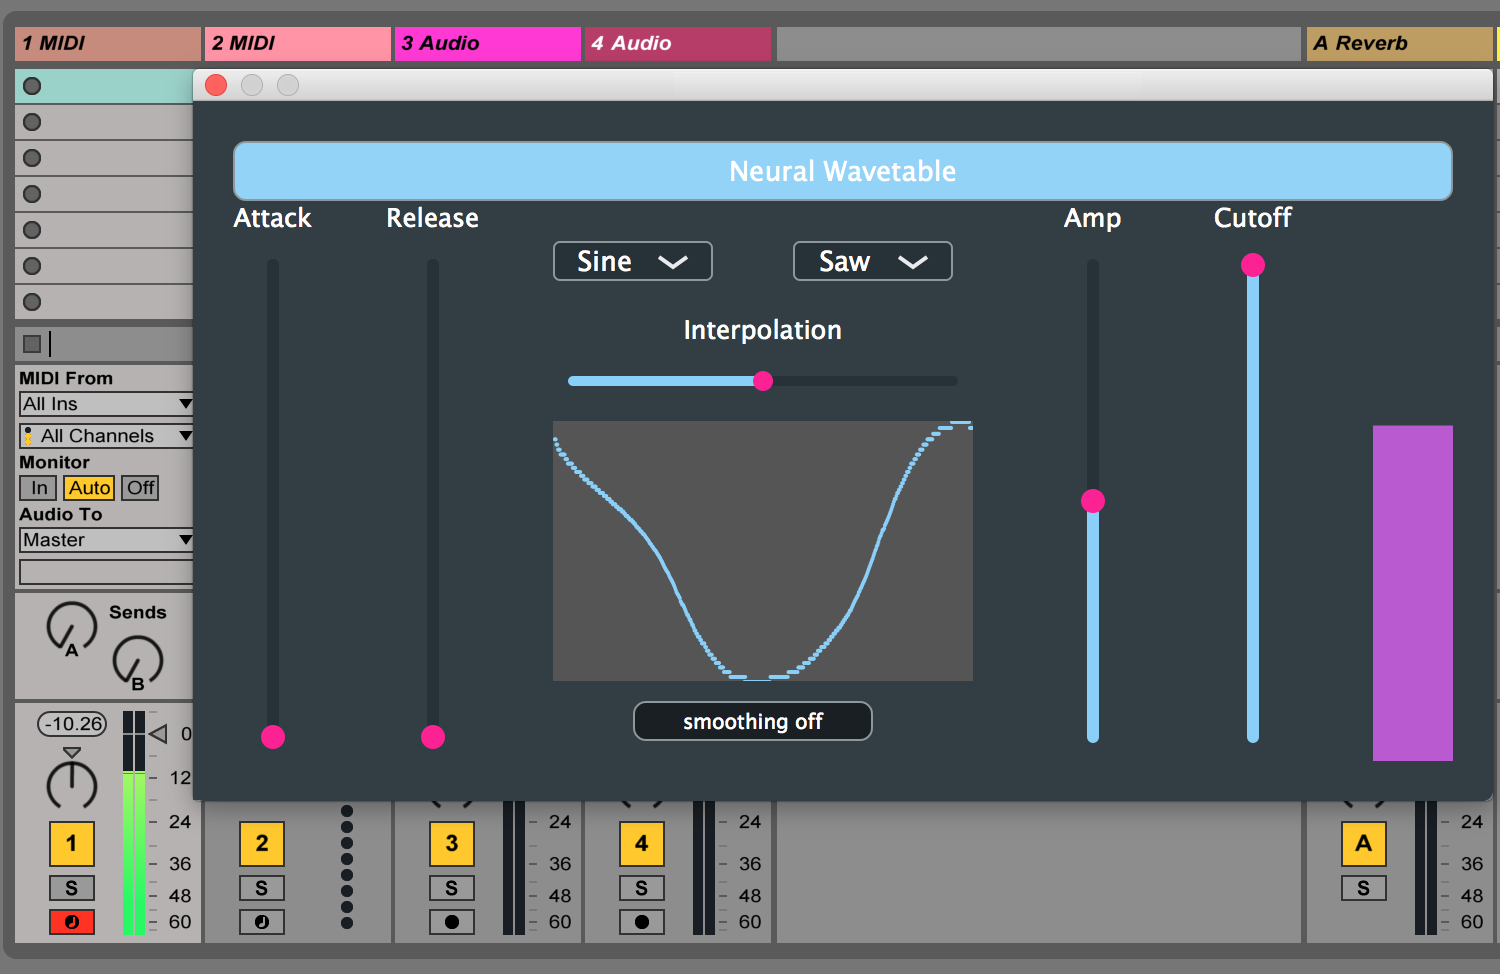 1 MIDI
2 MIDI
3 Audio
4 Audio
A Reverb
Neural Wavetable
Attack
Release
Amp
Cutoff
Sine
Saw
Interpolation
smoothing off
MIDI From
All Ins
All Channels
Monitor
In Auto Off
Audio To
Master
Sends
A
B
-10.26
0
12
24
36
48
60
1
S
2
S
3
S
24
36
48
60
4
S
24
36
48
60
A
S
24
36
48
60